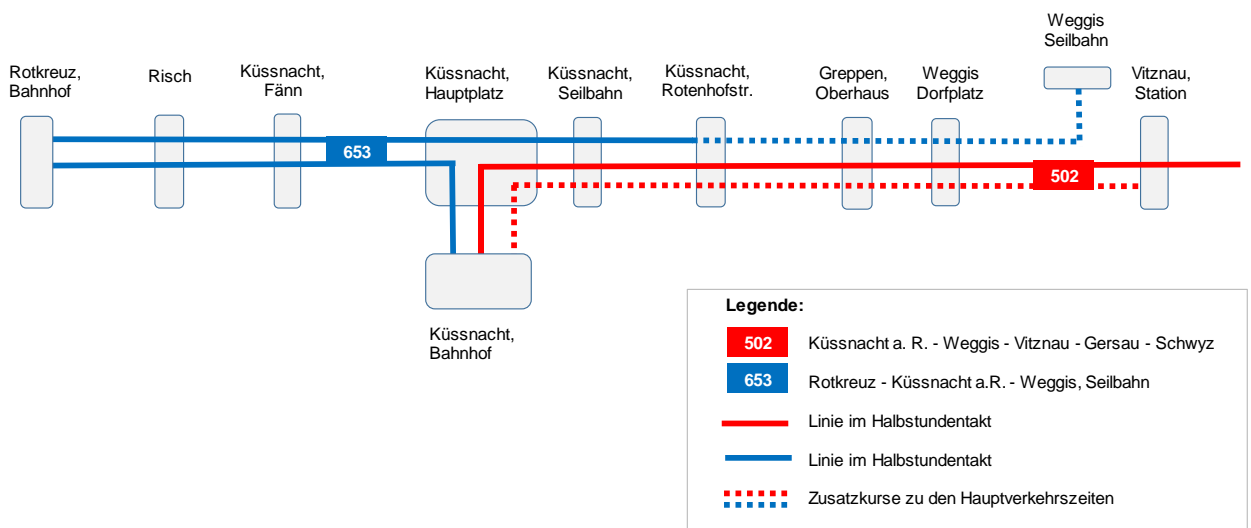 Weggis
Seilbahn
Rotkreuz,
Bahnhof
Risch
Küssnacht,
Fänn
Küssnacht,
Hauptplatz
Küssnacht,
Seilbahn
Küssnacht,
Rotenhofstr.
Greppen,
Oberhaus
Weggis
Dorfplatz
Vitznau,
Station
653
502
Küssnacht,
Bahnhof
Legende:
502 Küssnacht a. R. - Weggis - Vitznau - Gersau - Schwyz
653 Rotkreuz - Küssnacht a.R. - Weggis, Seilbahn
Linie im Halbstundentakt
Linie im Halbstundentakt
Zusatzkurse zu den Hauptverkehrszeiten